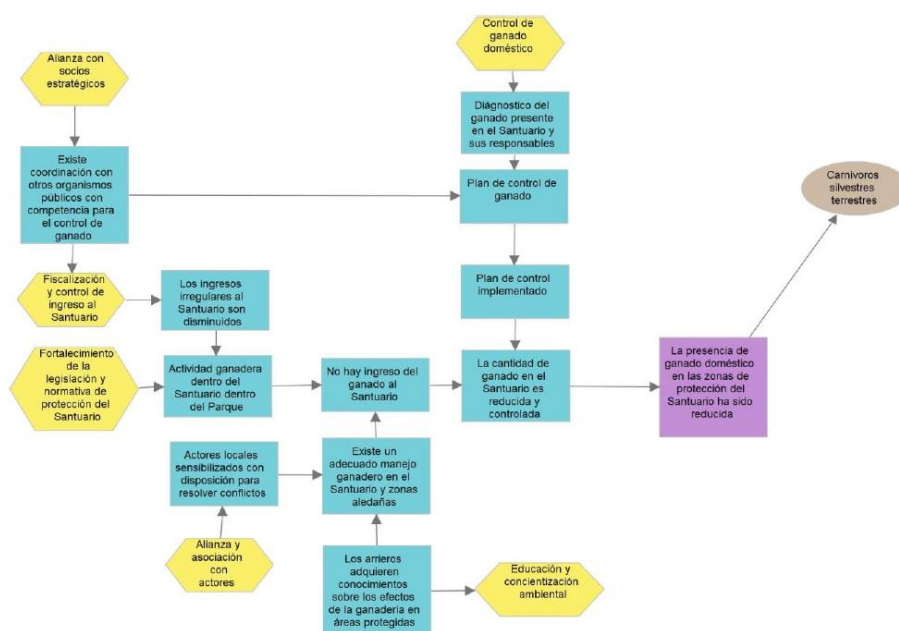 Control de
ganado
doméstico
Alianza con
socios
estratégicos
Diágnostico del
ganado presente
en el Santuario y
sus responsables
Existe
coordinación con
otros organismos
públicos con
competencia para
el control de
ganado
Plan de control
de ganado
Carnivoros
silvestres
terrestres
Fiscalización
y control de
ingreso al
Santuario
Los ingresos
irregulares al
Santuario son
disminuidos
Plan de control
implementado
Fortalecimiento
de la
legislación y
normativa de
protección del
Santuario
Actividad ganadera
dentro del
Santuario dentro
del Parque
No hay ingreso del
ganado al
Santuario
La cantidad de
ganado en el
Santuario es
reducida y
controlada
La presencia de
ganado doméstico
en las zonas de
protección del
Santuario ha sido
reducida
Actores locales
sensibilizados con
disposición para
resolver conflictos
Existe un
adecuado manejo
ganadero en el
Santuario y zonas
aledañas
Alianza y
asociación
con
actores
Los arrieros
adquieren
conocimientos
sobre los efectos
de la ganadería en
áreas protegidas
Educación y
concientización
ambiental